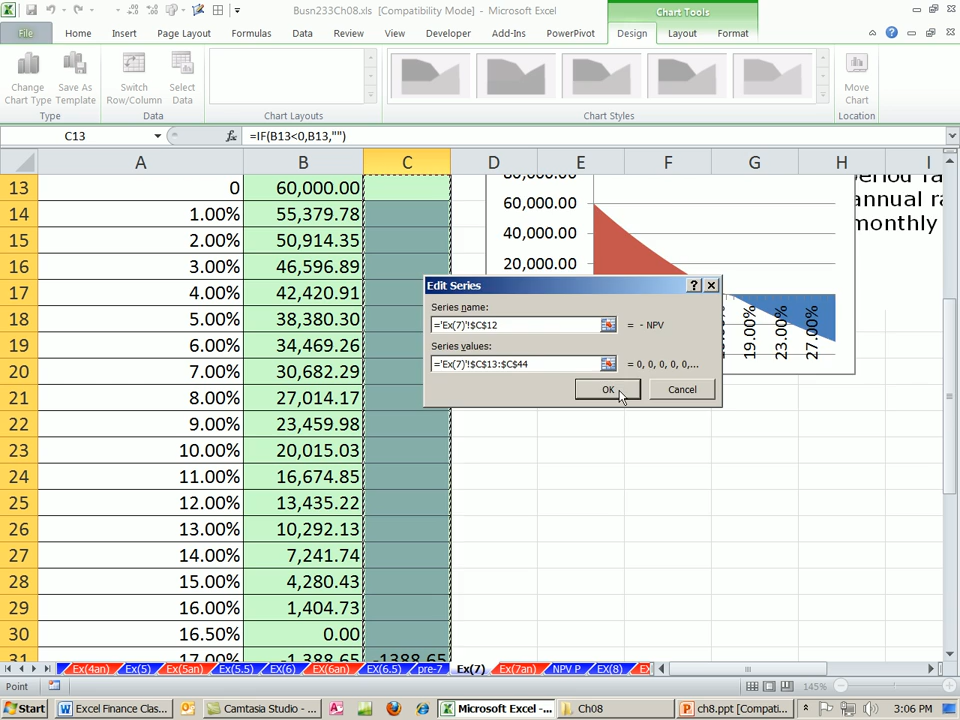 Busn233Ch08.xls [Compatibility Mode] - Microsoft Excel
Chart Tools
File Home Insert Page Layout Formulas Data Review View Developer Add-Ins PowerPivot Design Layout Format
Change Chart Type
Save As Template
Switch Row/Column
Select Data
Move Chart
Type
Data
Chart Layouts
Chart Styles
Location
C13
fx
=IF(B13<0,B13,"")
A B C D E F G H I
13 0 60,000.00
14 1.00% 55,379.78
15 2.00% 50,914.35
16 3.00% 46,596.89
17 4.00% 42,420.91
18 5.00% 38,380.30
19 6.00% 34,469.26
20 7.00% 30,682.29
21 8.00% 27,014.17
22 9.00% 23,459.98
23 10.00% 20,015.03
24 11.00% 16,674.85
25 12.00% 13,435.22
26 13.00% 10,292.13
27 14.00% 7,241.74
28 15.00% 4,280.43
29 16.00% 1,404.73
30 16.50% 0.00
31 17.00% -1,388.65 -1388.65
80,000.00
60,000.00
40,000.00
20,000.00
19.00%
23.00%
27.00%
annual
monthly
Edit Series
Series name:
='Ex(7)'!$C$12 = - NPV
Series values:
='Ex(7)'!$C$13:$C$44 = 0, 0, 0, 0, 0,...
OK Cancel
Ex(4an) Ex(5) Ex(5an) Ex(5.5) Ex(6) Ex(6an) Ex(6.5) pre-7 Ex(7) Ex(7an) NPV P Ex(8)
Point
145%
Start Excel Finance Clas... Camtasia Studio - ... Microsoft Excel -... Ch08 ch8.ppt [Compati... 3:06 PM